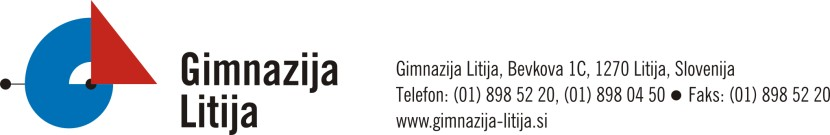 Gimnazija
Litija
Gimnazija Litija, Bevkova 1C, 1270 Litija, Slovenija
Telefon: (01) 898 52 20, (01) 898 04 50 ● Faks: (01) 898 52 20
www.gimnazija-litija.si